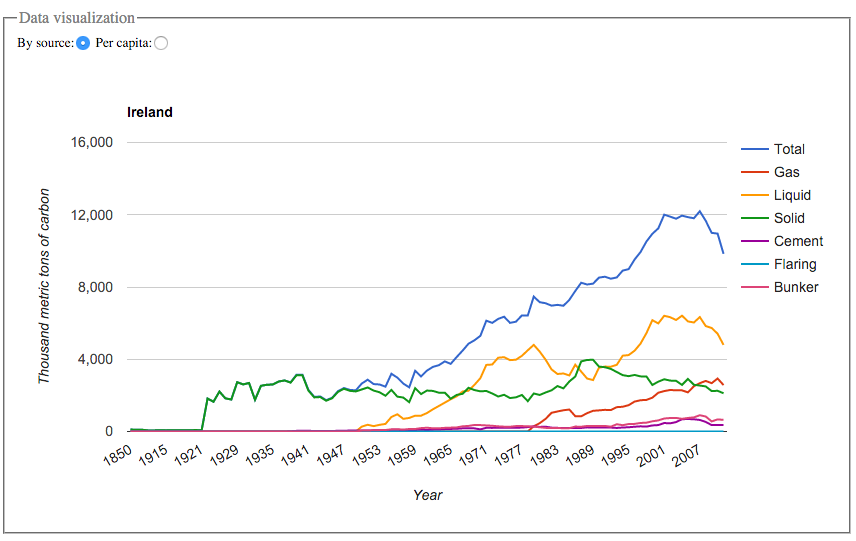 Data visualization
By source: Per capita:
Ireland
16,000
12,000
8,000
4,000
0
Thousand metric tons of carbon
1850 1915 1921 1929 1935 1941 1947 1953 1959 1965 1971 1977 1983 1989 1995 2001 2007
Year
Total
Gas
Liquid
Solid
Cement
Flaring
Bunker